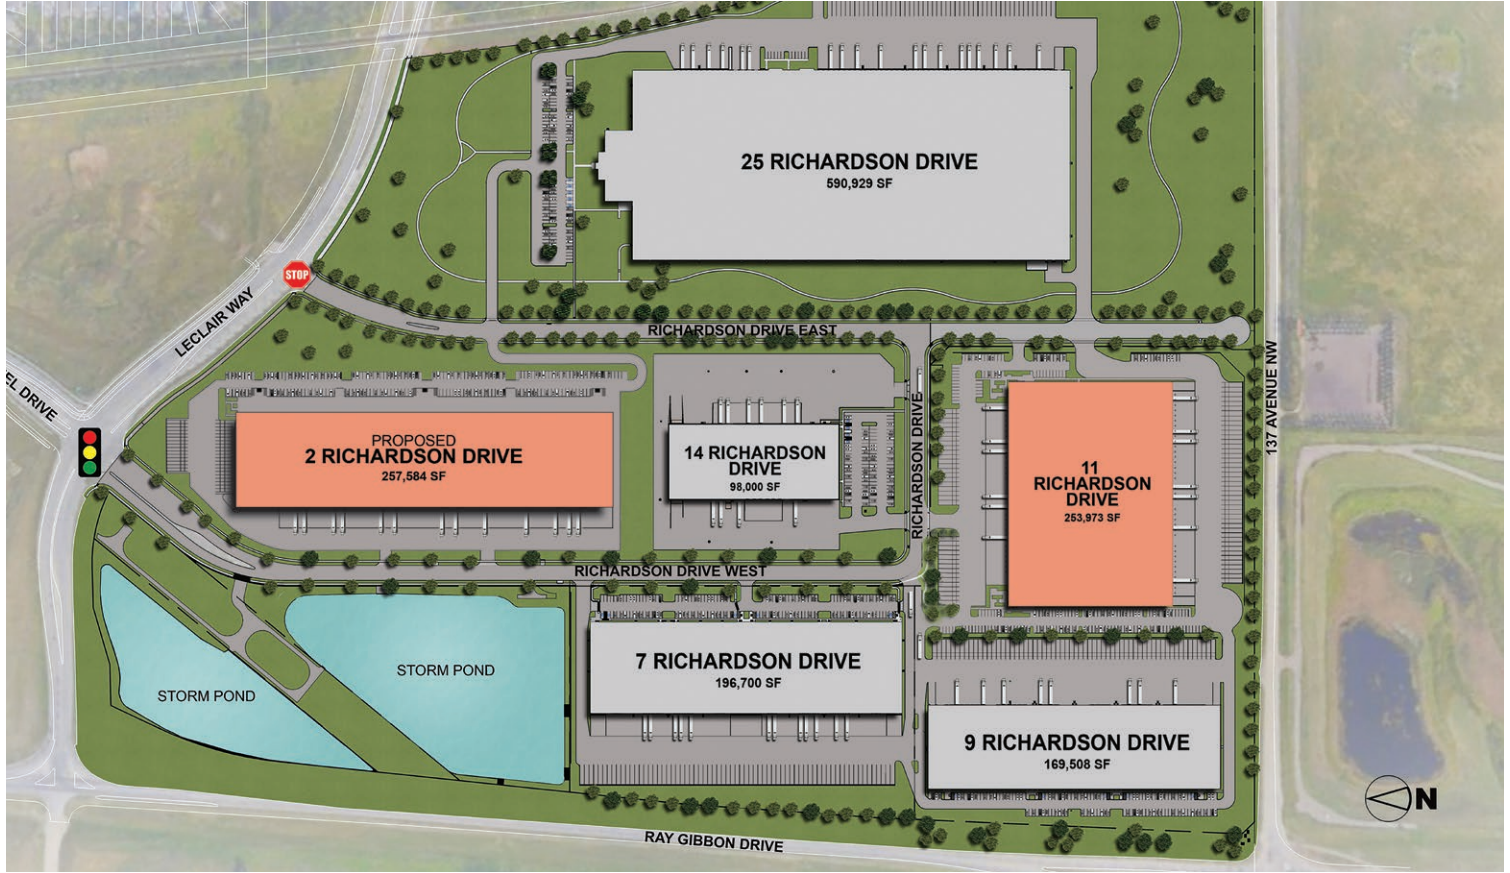 25 RICHARDSON DRIVE
590,929 SF
STOP
LECLAIR WAY
RICHARDSON DRIVE EAST
137 AVENUE NW
EL DRIVE
PROPOSED
2 RICHARDSON DRIVE
257,584 SF
14 RICHARDSON
DRIVE
98,000 SF
RICHARDSON DRIVE
11
RICHARDSON
DRIVE
253,973 SF
RICHARDSON DRIVE WEST
STORM POND
STORM POND
7 RICHARDSON DRIVE
196,700 SF
9 RICHARDSON DRIVE
169,508 SF
N
RAY GIBBON DRIVE